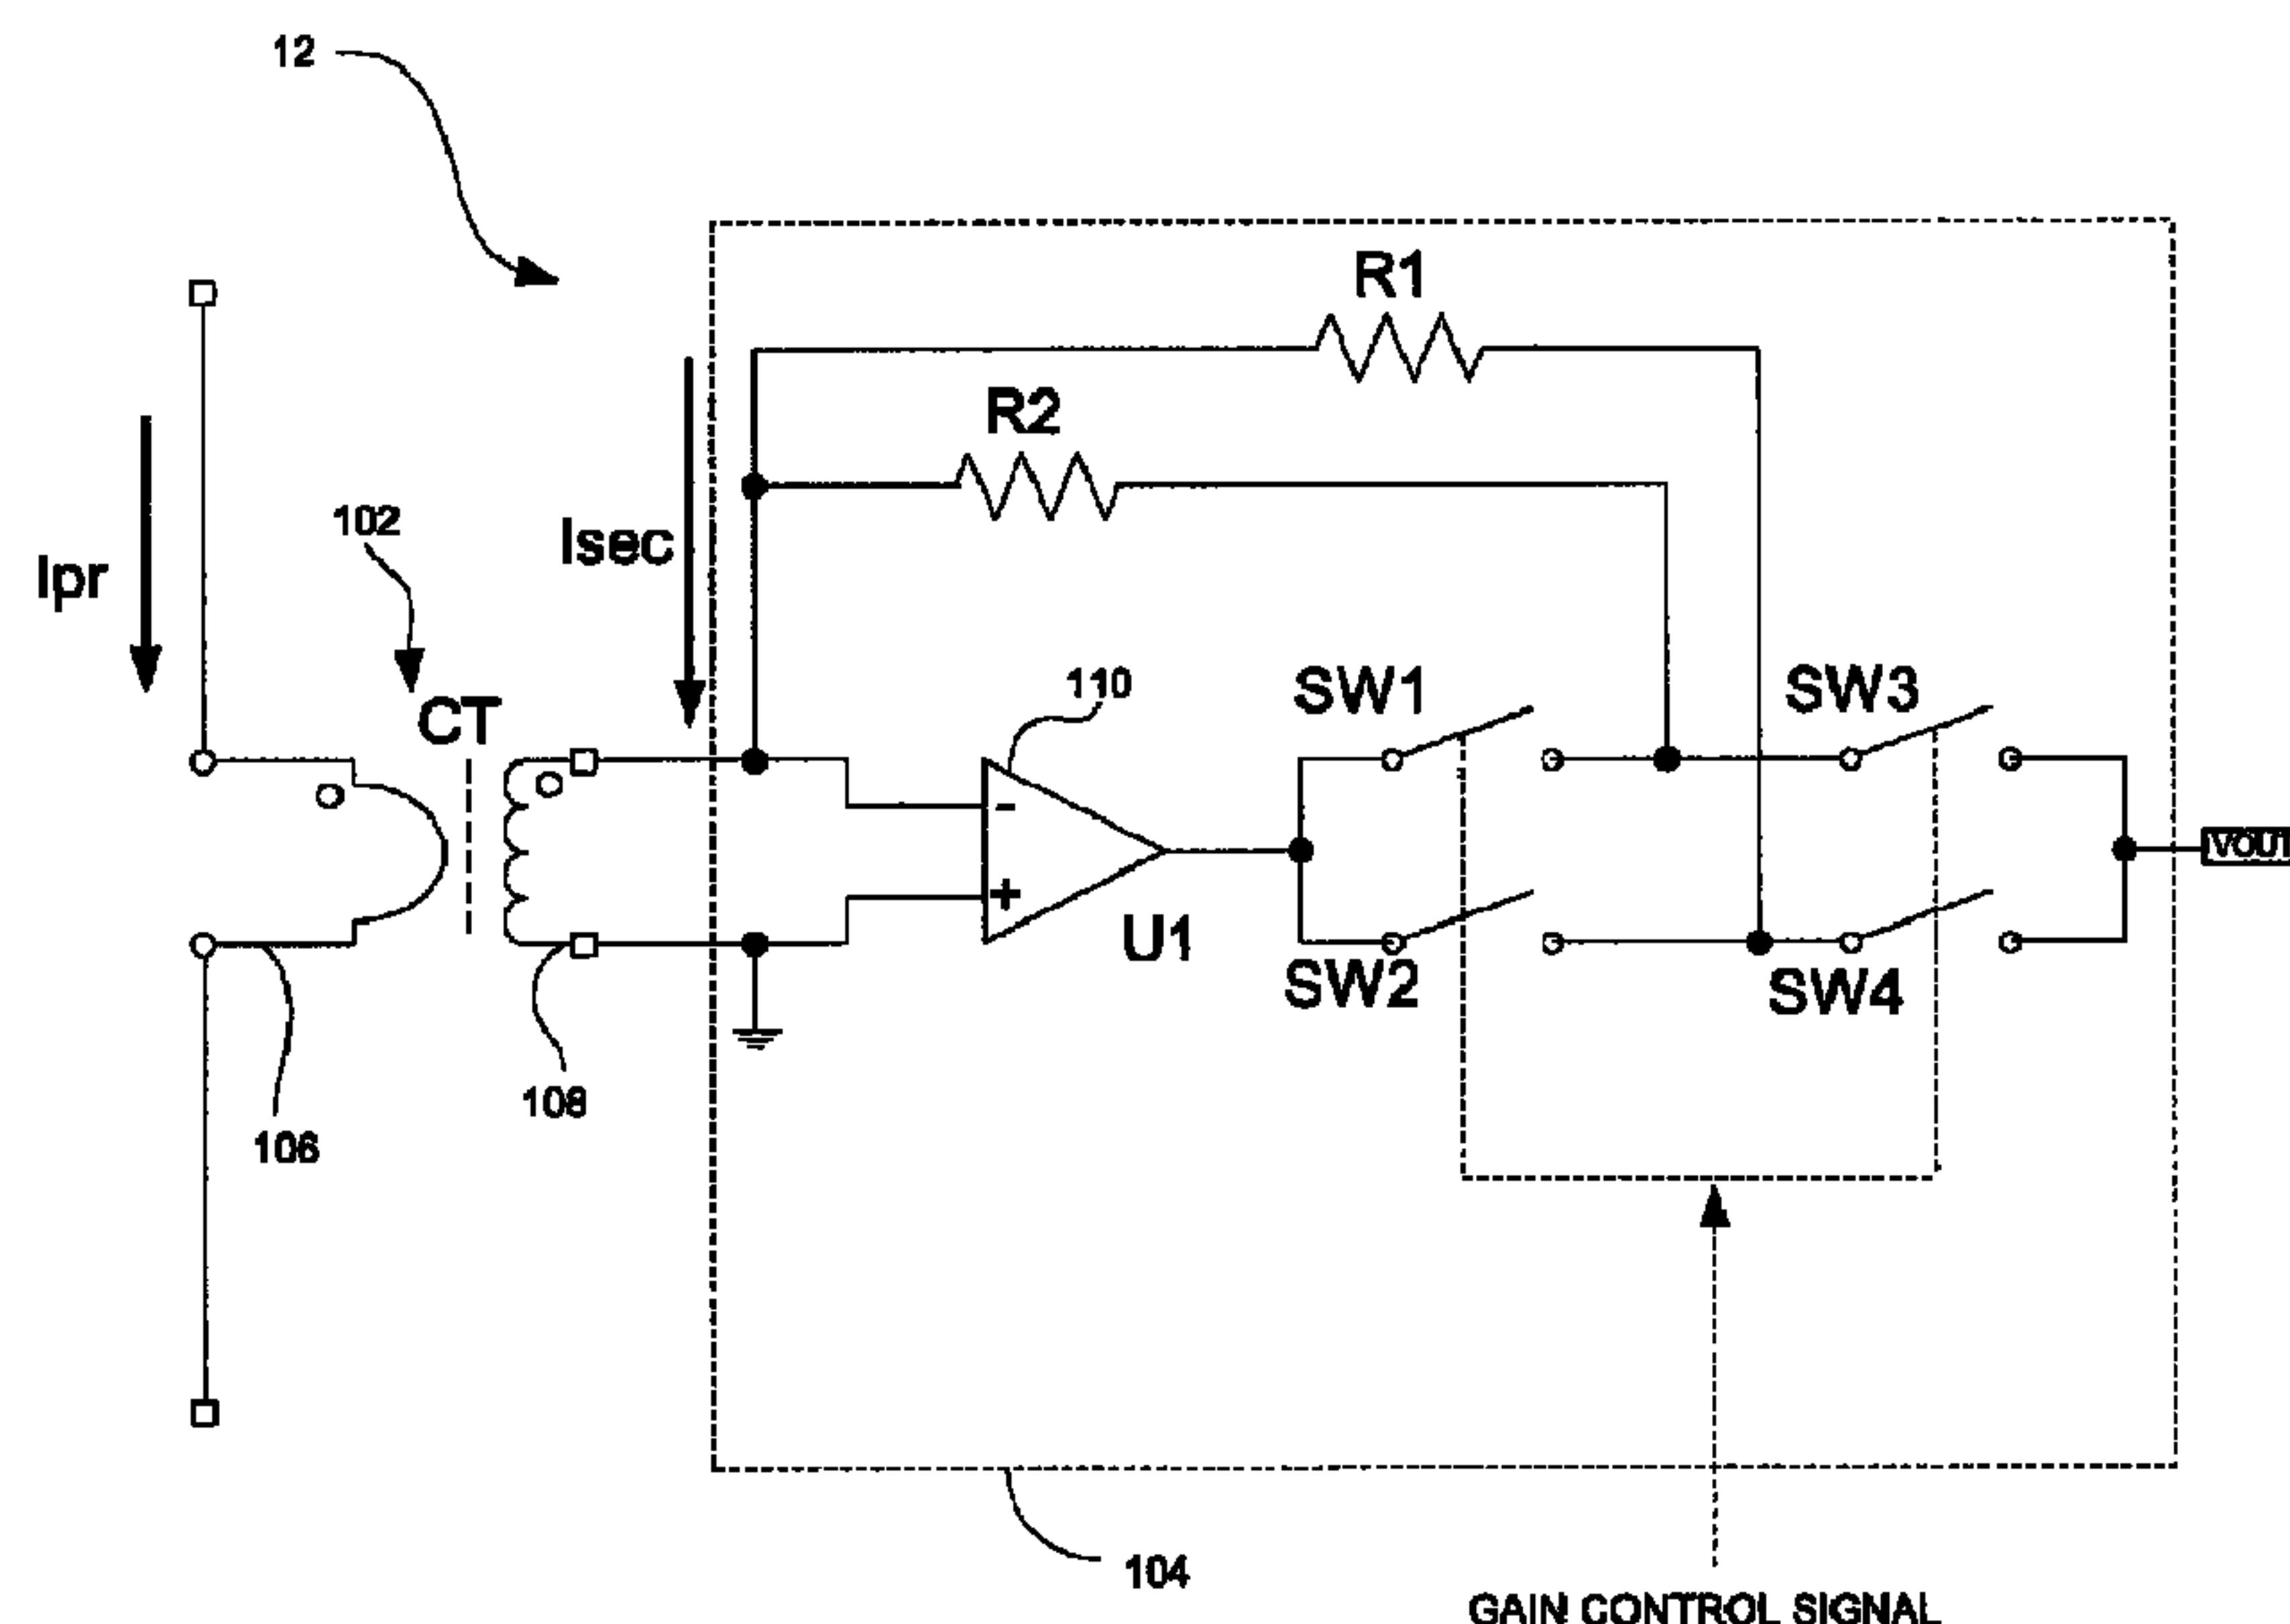 12
R1
R2
102
Isec
Ipr
110
SW1
SW3
CT
-
+
VOUT
U1
SW2
SW4
108
106
104
GAIN CONTROL SIGNAL